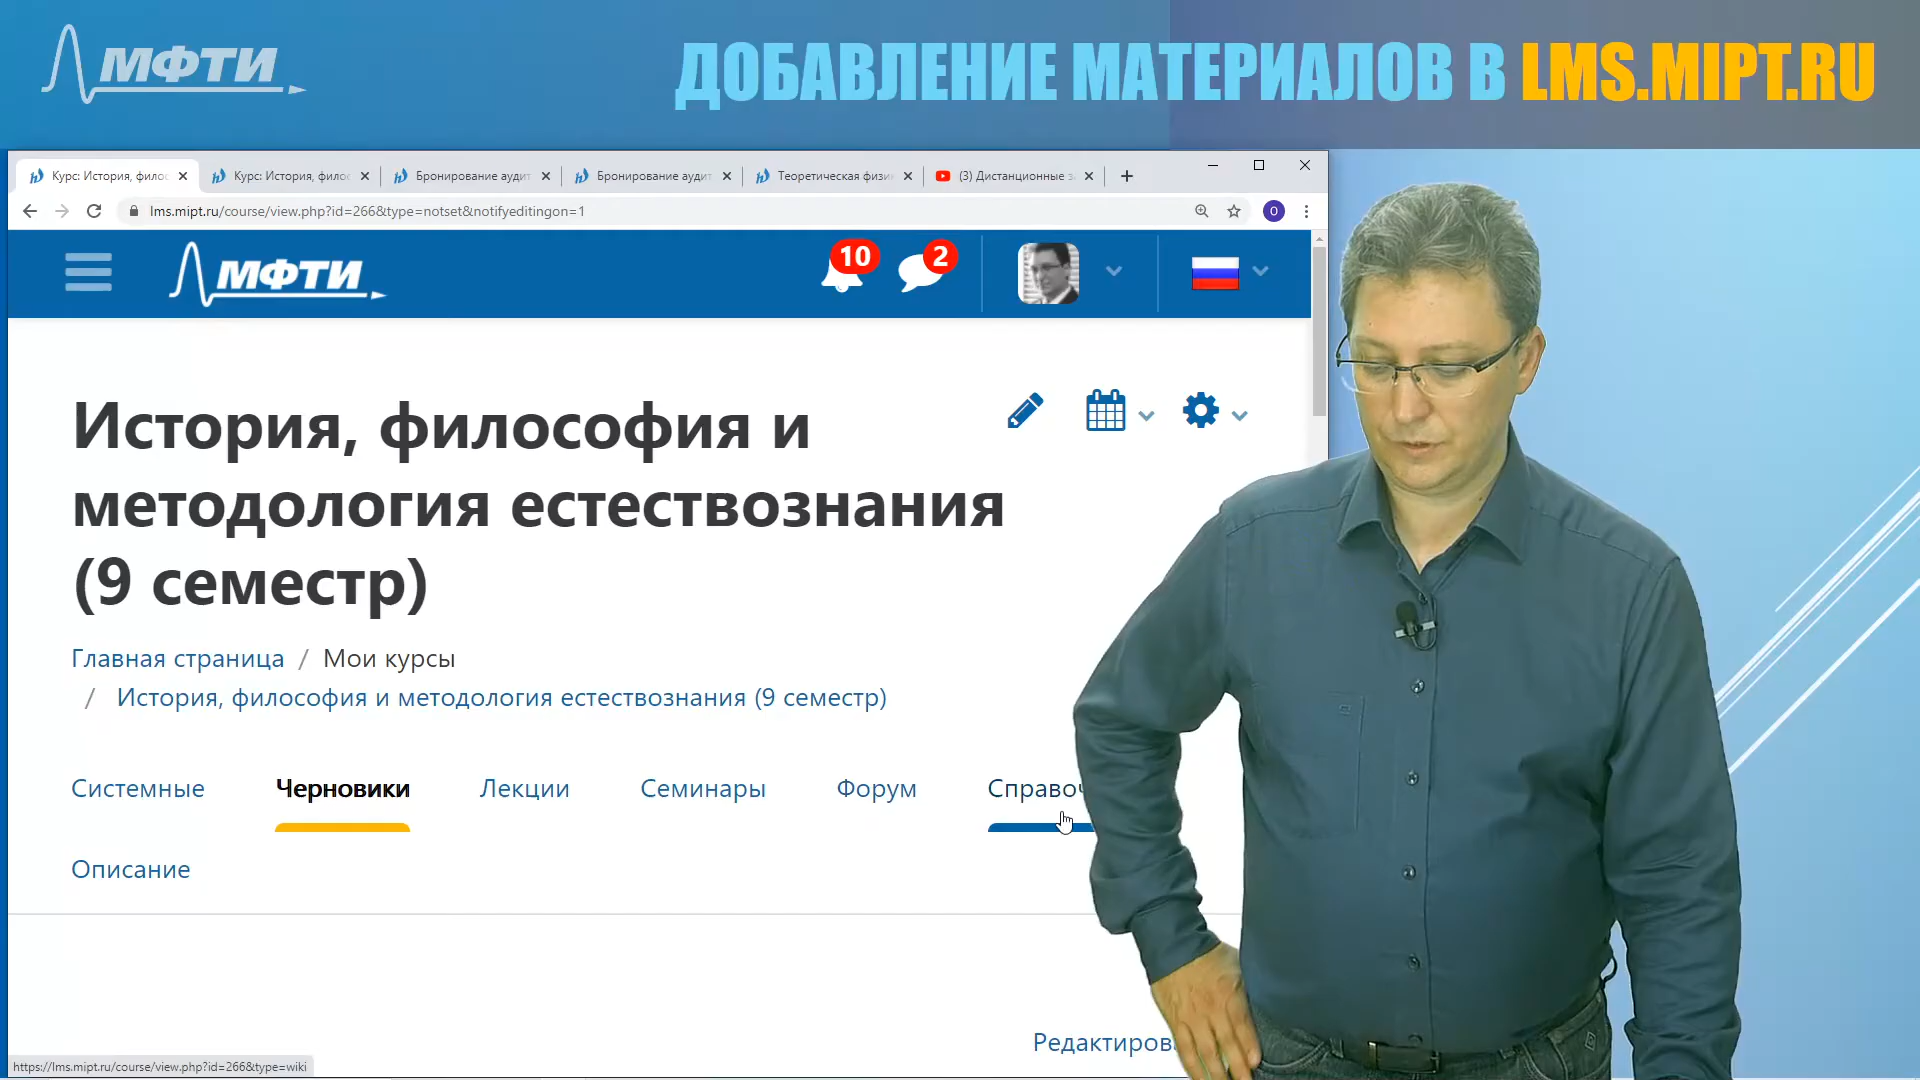 МФТИ
ДОБАВЛЕНИЕ МАТЕРИАЛОВ В LMS.MIPT.RU
Курс: История, филос
Курс: История, филос
Бронирование аудит
Бронирование аудит
Теоретическая физи
(3) Дистанционные з
lms.mipt.ru/course/view.php?id=266&type=notset&notifyeditingon=1
O
МФТИ
10
2
История, философия и
методология естествознания
(9 семестр)
Главная страница / Мои курсы
/ История, философия и методология естествознания (9 семестр)
Системные
Черновики
Лекции
Семинары
Форум
Справоч
Описание
Редактиров
https://lms.mipt.ru/course/view.php?id=266&type=wiki